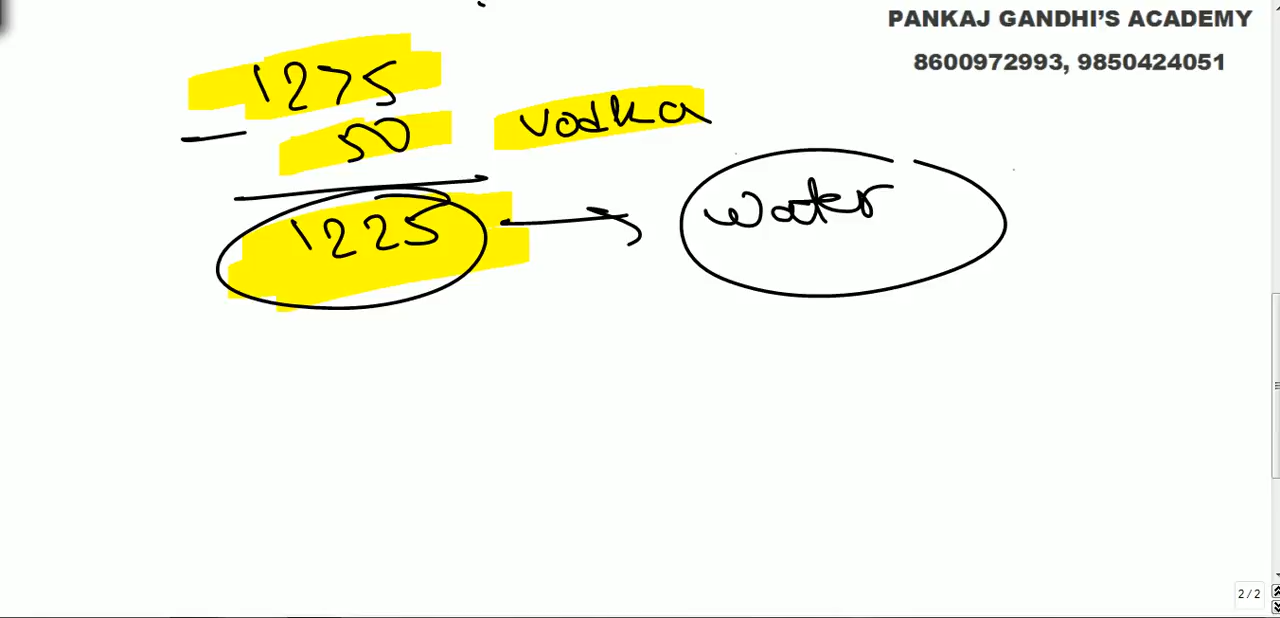 PANKAJ GANDHI'S ACADEMY
8600972993, 9850424051
1275
- 50 vodka
1225 → water
2/2